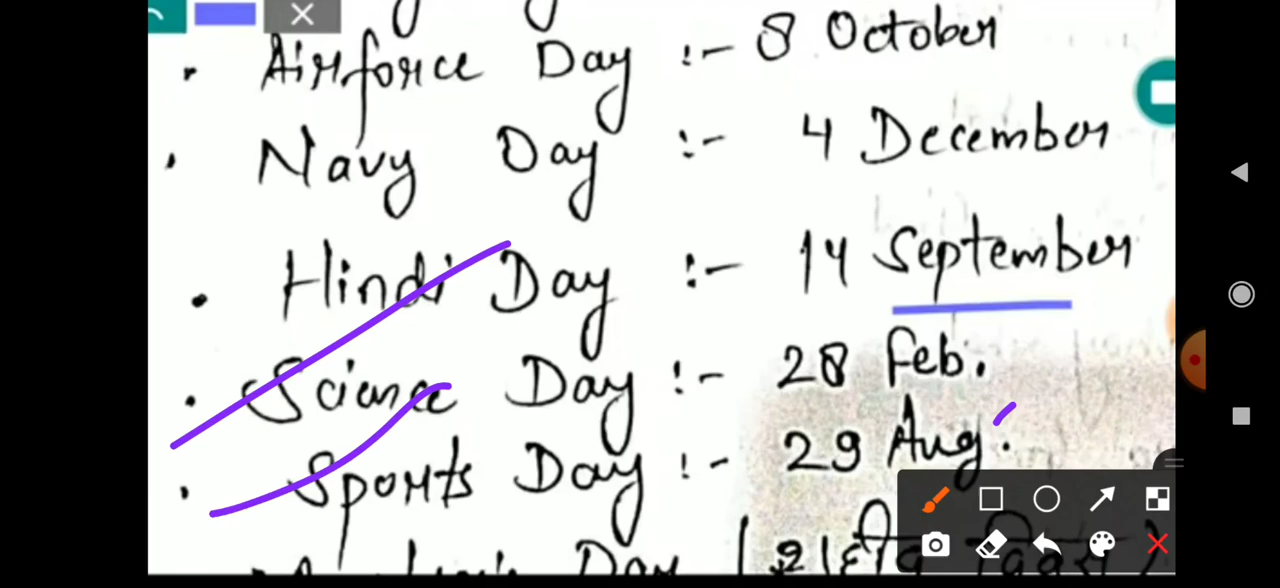 • Airforce Day :- 8 October
• Navy Day :- 4 December
• Hindi Day :- 14 September
• Science Day :- 28 Feb.
• Sports Day :- 29 Aug.
Day (